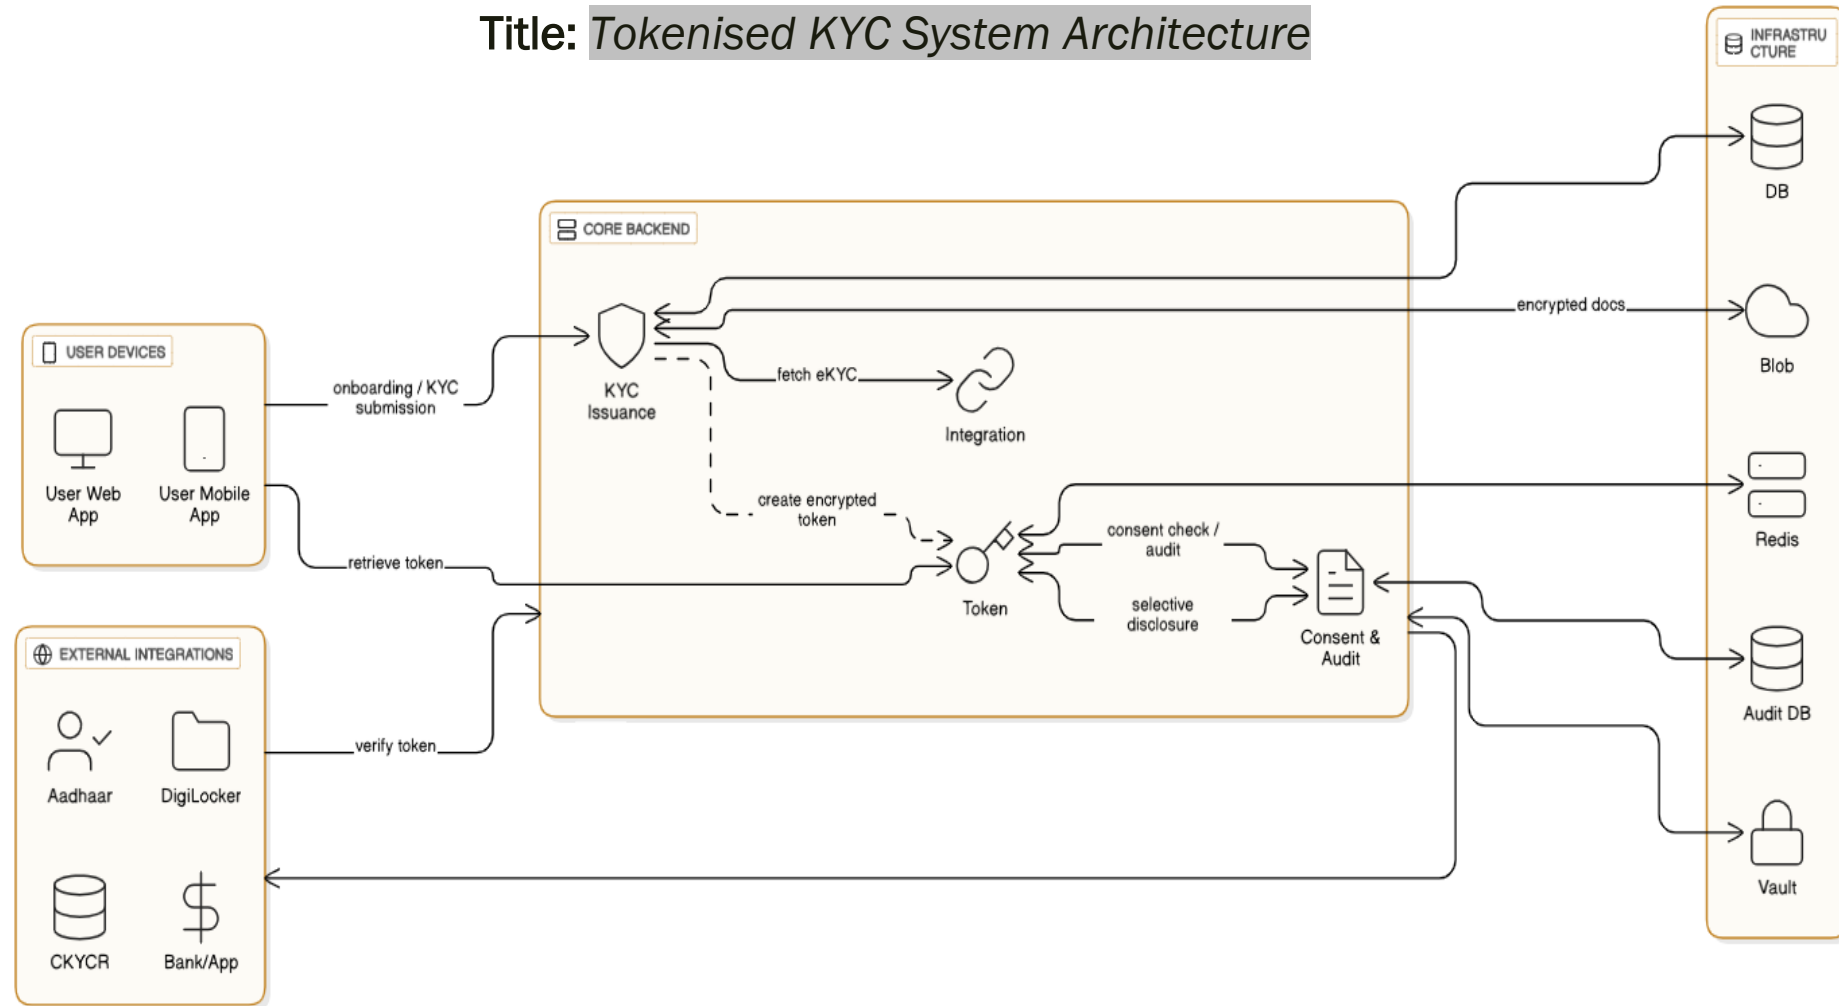 Title: Tokenised KYC System Architecture
INFRASTRU
CTURE
DB
CORE BACKEND
encrypted docs
Blob
USER DEVICES
onboarding / KYC
submission
KYC
Issuance
fetch eKYC
Integration
User Web
App
User Mobile
App
create encrypted
token
consent check /
audit
Redis
retrieve token
Token
selective
disclosure
Consent &
Audit
EXTERNAL INTEGRATIONS
Audit DB
verify token
Aadhaar
DigiLocker
Vault
CKYCR
Bank/App